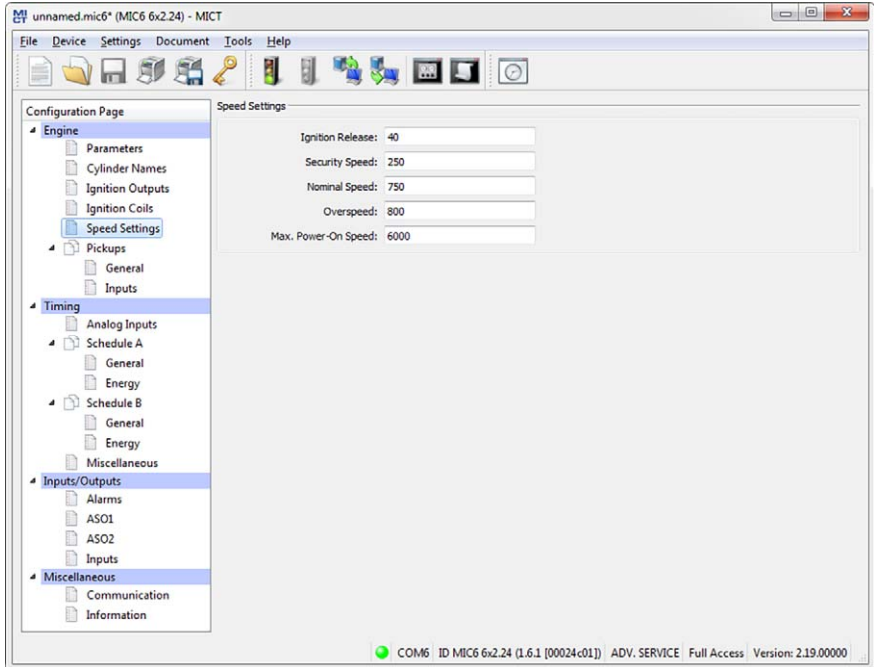 unnamed.mic6* (MIC6 6x2.24) - MICT
File Device Settings Document Tools Help
Configuration Page
Engine
Parameters
Cylinder Names
Ignition Outputs
Ignition Coils
Speed Settings
Pickups
General
Inputs
Timing
Analog Inputs
Schedule A
General
Energy
Schedule B
General
Energy
Miscellaneous
Inputs/Outputs
Alarms
ASO1
ASO2
Inputs
Miscellaneous
Communication
Information
Speed Settings
Ignition Release: 40
Security Speed: 250
Nominal Speed: 750
Overspeed: 800
Max. Power-On Speed: 6000
COM6 ID MIC6 6x2.24 (1.6.1 [00024c01]) ADV. SERVICE Full Access Version: 2.19.00000